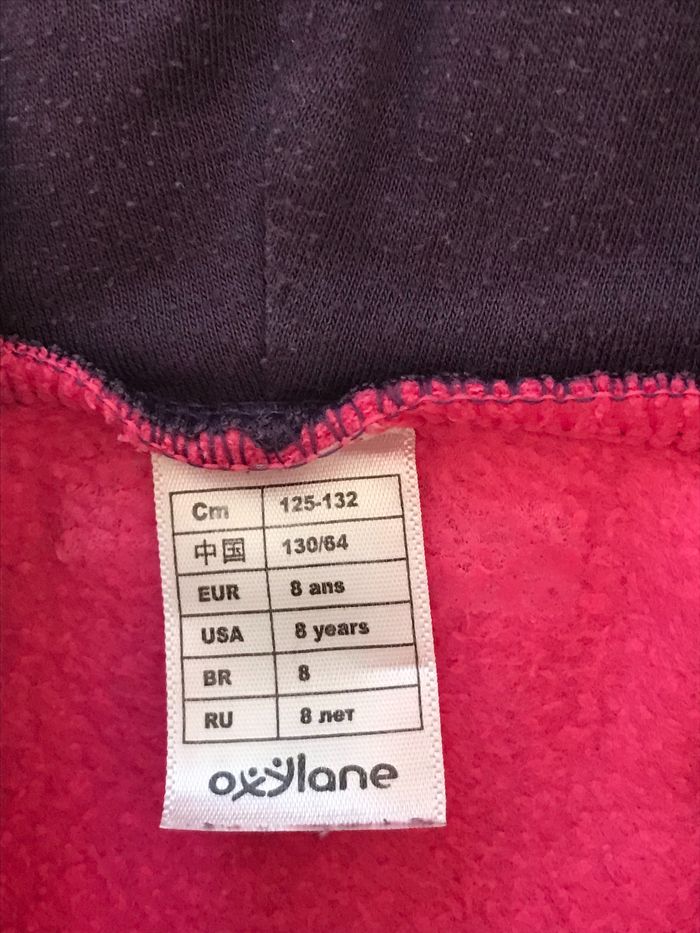 Cm 125-132
中国 130/64
EUR 8 ans
USA 8 years
BR 8
RU 8 лет
oxylane